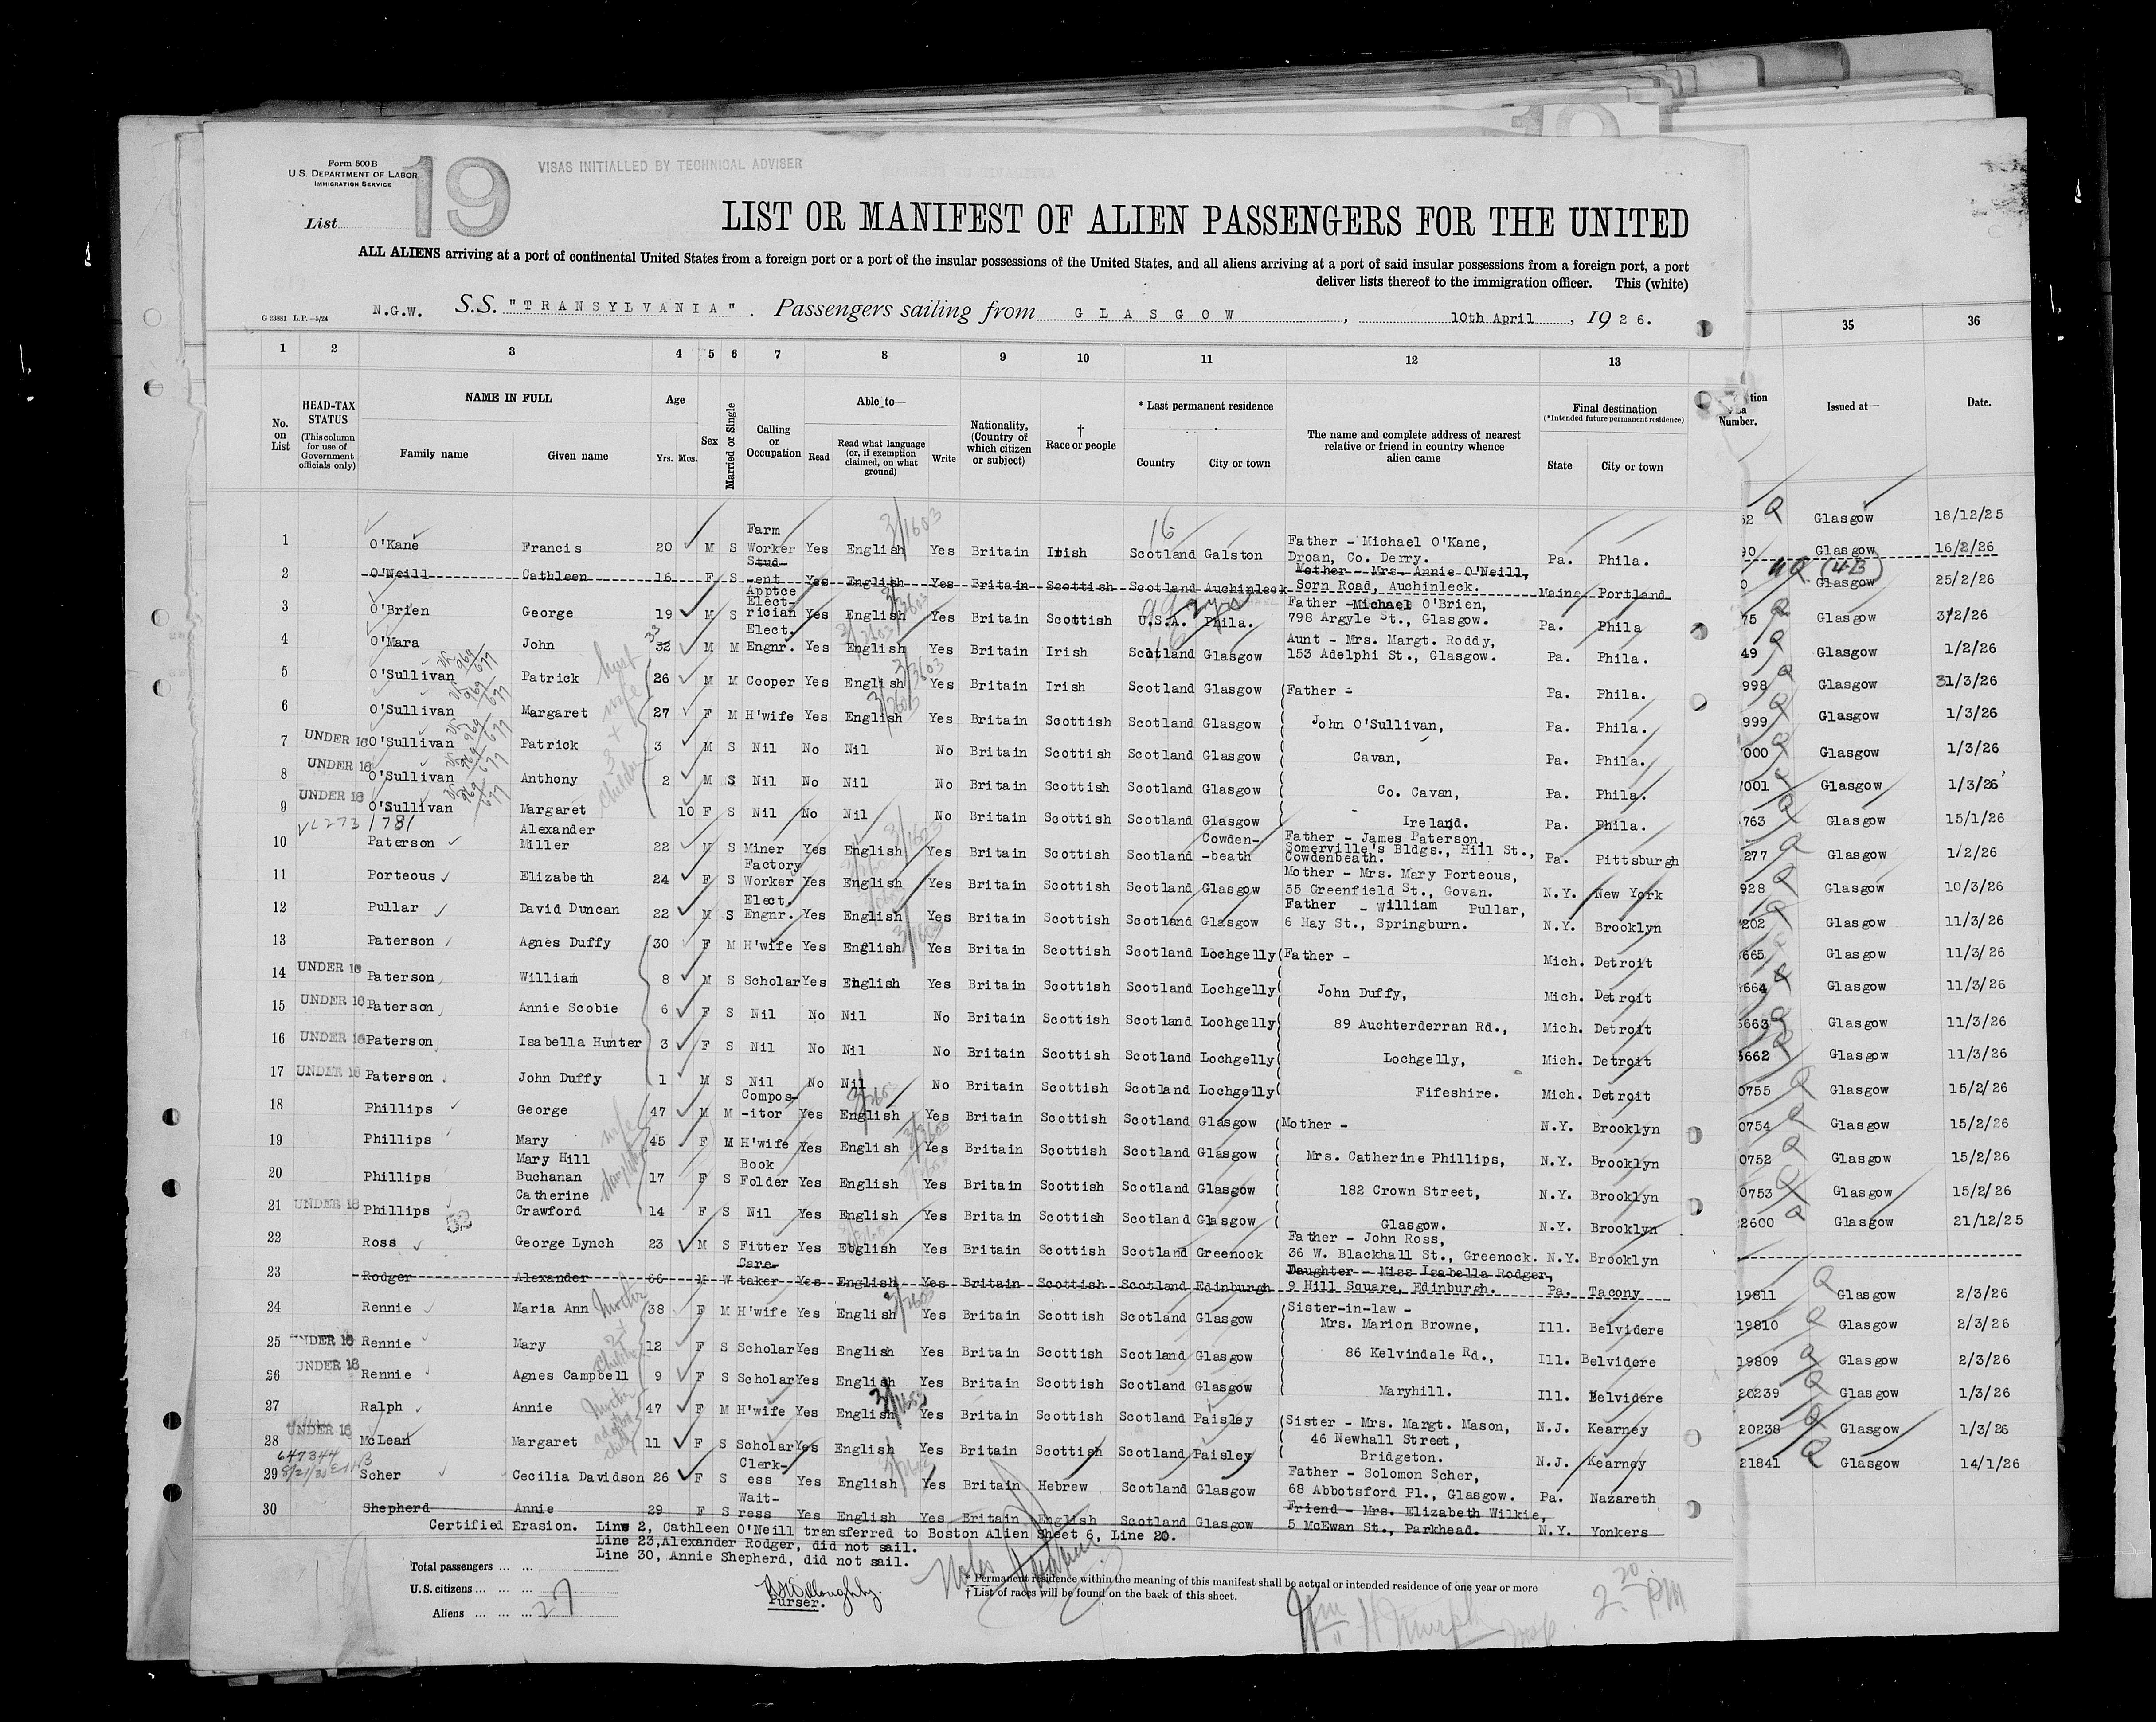 Form 500 B
U.S. DEPARTMENT OF LABOR
IMMIGRATION SERVICE
19
VISAS INITIALLED BY TECHNICAL ADVISER
List
LIST OR MANIFEST OF ALIEN PASSENGERS FOR THE UNITED
ALL ALIENS arriving at a port of continental United States from a foreign port or a port of the insular possessions of the United States, and all aliens arriving at a port of said insular possessions from a foreign port, a port
deliver lists thereof to the immigration officer. This (white)
G 23881 L.P.—5/24 N.G.W. S.S. "TRANSYLVANIA". Passengers sailing from GLASGOW, 10th April, 1926.
1 2 3 4 5 6 7 8 9 10 11 12 13 35 36
No. on List
HEAD-TAX STATUS (This column for use of Government officials only)
NAME IN FULL Family name Given name
Age Yrs. Mos.
Sex
Married or Single
Calling or Occupation
Able to— Read Read what language (or, if exemption claimed, on what ground) Write
Nationality, (Country of which citizen or subject)
† Race or people
* Last permanent residence Country City or town
The name and complete address of nearest relative or friend in country whence alien came
Final destination (*Intended future permanent residence) State City or town
Number.
Issued at—
Date.
1 O'Kane Francis 20 M S Farm Worker Yes English Yes Britain Irish Scotland Galston Father - Michael O'Kane, Droan, Co. Derry. Pa. Phila.
2 O'Neill Cathleen 16 F S Stud-ent Yes English Yes Britain Scottish Scotland Auchinleck Mother - Mrs. Annie O'Neill, Sorn Road, Auchinleck. Maine Portland
3 O'Brien George 19 M S Apptce Elect-rician Yes English Yes Britain Scottish U.S.A. Phila. Father - Michael O'Brien, 798 Argyle St., Glasgow. Pa. Phila
4 O'Mara John 32 33 M M Elect. Engnr. Yes English Yes Britain Irish Scotland Glasgow Aunt - Mrs. Margt. Roddy, 153 Adelphi St., Glasgow. Pa. Phila.
5 O'Sullivan Patrick 26 M M Cooper Yes English Yes Britain Irish Scotland Glasgow (Father - Pa. Phila.
6 O'Sullivan Margaret 27 F M H'wife Yes English Yes Britain Scottish Scotland Glasgow John O'Sullivan, Pa. Phila.
7 UNDER 16 O'Sullivan Patrick 3 M S Nil No Nil No Britain Scottish Scotland Glasgow Cavan, Pa. Phila.
8 UNDER 16 O'Sullivan Anthony 2 M S Nil No Nil No Britain Scottish Scotland Glasgow Co. Cavan, Pa. Phila.
9 UNDER 16 O'Sullivan Margaret 10 F S Nil No Nil No Britain Scottish Scotland Glasgow Ireland. Pa. Phila.
10 Paterson Alexander Miller 22 M S Miner Yes English Yes Britain Scottish Scotland Cowden-beath Father - James Paterson, Somerville's Bldgs., Hill St., Cowdenbeath. Pa. Pittsburgh
11 Porteous Elizabeth 24 F S Factory Worker Yes English Yes Britain Scottish Scotland Glasgow Mother - Mrs. Mary Porteous, 55 Greenfield St., Govan. N.Y. New York
12 Pullar David Duncan 22 M S Elect. Engnr. Yes English Yes Britain Scottish Scotland Glasgow Father - William Pullar, 6 Hay St., Springburn. N.Y. Brooklyn
13 Paterson Agnes Duffy 30 F M H'wife Yes English Yes Britain Scottish Scotland Lochgelly (Father - Mich. Detroit
14 UNDER 16 Paterson William 8 M S Scholar Yes English Yes Britain Scottish Scotland Lochgelly John Duffy, Mich. Detroit
15 UNDER 16 Paterson Annie Scobie 6 F S Nil No Nil No Britain Scottish Scotland Lochgelly 89 Auchterderran Rd., Mich. Detroit
16 UNDER 16 Paterson Isabella Hunter 3 F S Nil No Nil No Britain Scottish Scotland Lochgelly Lochgelly, Mich. Detroit
17 UNDER 16 Paterson John Duffy 1 M S Nil No Nil No Britain Scottish Scotland Lochgelly Fifeshire. Mich. Detroit
18 Phillips George 47 M M Compos-itor Yes English Yes Britain Scottish Scotland Glasgow (Mother - N.Y. Brooklyn
19 Phillips Mary 45 F M H'wife Yes English Yes Britain Scottish Scotland Glasgow Mrs. Catherine Phillips, N.Y. Brooklyn
20 Phillips Mary Hill Buchanan 17 F S Book Folder Yes English Yes Britain Scottish Scotland Glasgow 182 Crown Street, N.Y. Brooklyn
21 UNDER 16 Phillips Catherine Crawford 14 F S Nil Yes English Yes Britain Scottish Scotland Glasgow Glasgow. N.Y. Brooklyn
22 Ross George Lynch 23 M S Fitter Yes English Yes Britain Scottish Scotland Greenock Father - John Ross, 36 W. Blackhall St., Greenock. N.Y. Brooklyn
23 Rodger Alexander 66 M W Care-taker Yes English Yes Britain Scottish Scotland Edinburgh Daughter - Miss Isabella Rodger, 9 Hill Square, Edinburgh. Pa. Tacony
24 Rennie Maria Ann 38 F M H'wife Yes English Yes Britain Scottish Scotland Glasgow Sister-in-law - Mrs. Marion Browne, Ill. Belvidere
25 UNDER 16 Rennie Mary 12 F S Scholar Yes English Yes Britain Scottish Scotland Glasgow 86 Kelvindale Rd., Ill. Belvidere
26 UNDER 16 Rennie Agnes Campbell 9 F S Scholar Yes English Yes Britain Scottish Scotland Glasgow Maryhill. Ill. Belvidere
27 Ralph Annie 47 F M H'wife Yes English Yes Britain Scottish Scotland Paisley (Sister - Mrs. Margt. Mason, N.J. Kearney
28 UNDER 16 McLean Margaret 11 F S Scholar Yes English Yes Britain Scottish Scotland Paisley 46 Newhall Street, Bridgeton. N.J. Kearney
29 Scher Cecilia Davidson 26 F S Clerk-ess Yes English Yes Britain Hebrew Scotland Glasgow Father - Solomon Scher, 68 Abbotsford Pl., Glasgow. Pa. Nazareth
30 Shepherd Annie 29 F S Wait-ress Yes English Yes Britain English Scotland Glasgow Friend - Mrs. Elizabeth Wilkie, 5 McEwan St., Parkhead. N.Y. Yonkers
Certified Erasion. Line 2, Cathleen O'Neill transferred to Boston Alien Sheet 6, Line 20.
Line 23, Alexander Rodger, did not sail.
Line 30, Annie Shepherd, did not sail.
Total passengers
U.S. citizens
Aliens 27
Purser.
* Permanent residence within the meaning of this manifest shall be actual or intended residence of one year or more
† List of races will be found on the back of this sheet.
2 20 PM
52 Glasgow 18/12/25
90 Glasgow 16/2/26
0 Glasgow 25/2/26
75 Glasgow 3/2/26
49 Glasgow 1/2/26
998 Glasgow 31/3/26
999 Glasgow 1/3/26
000 Glasgow 1/3/26
001 Glasgow 1/3/26
763 Glasgow 15/1/26
277 Glasgow 1/2/26
928 Glasgow 10/3/26
202 Glasgow 11/3/26
665 Glasgow 11/3/26
664 Glasgow 11/3/26
5663 Glasgow 11/3/26
5662 Glasgow 11/3/26
0755 Glasgow 15/2/26
0754 Glasgow 15/2/26
0752 Glasgow 15/2/26
0753 Glasgow 15/2/26
22600 Glasgow 21/12/25
19811 Glasgow 2/3/26
19810 Glasgow 2/3/26
19809 Glasgow 2/3/26
20239 Glasgow 1/3/26
20238 Glasgow 1/3/26
21841 Glasgow 14/1/26